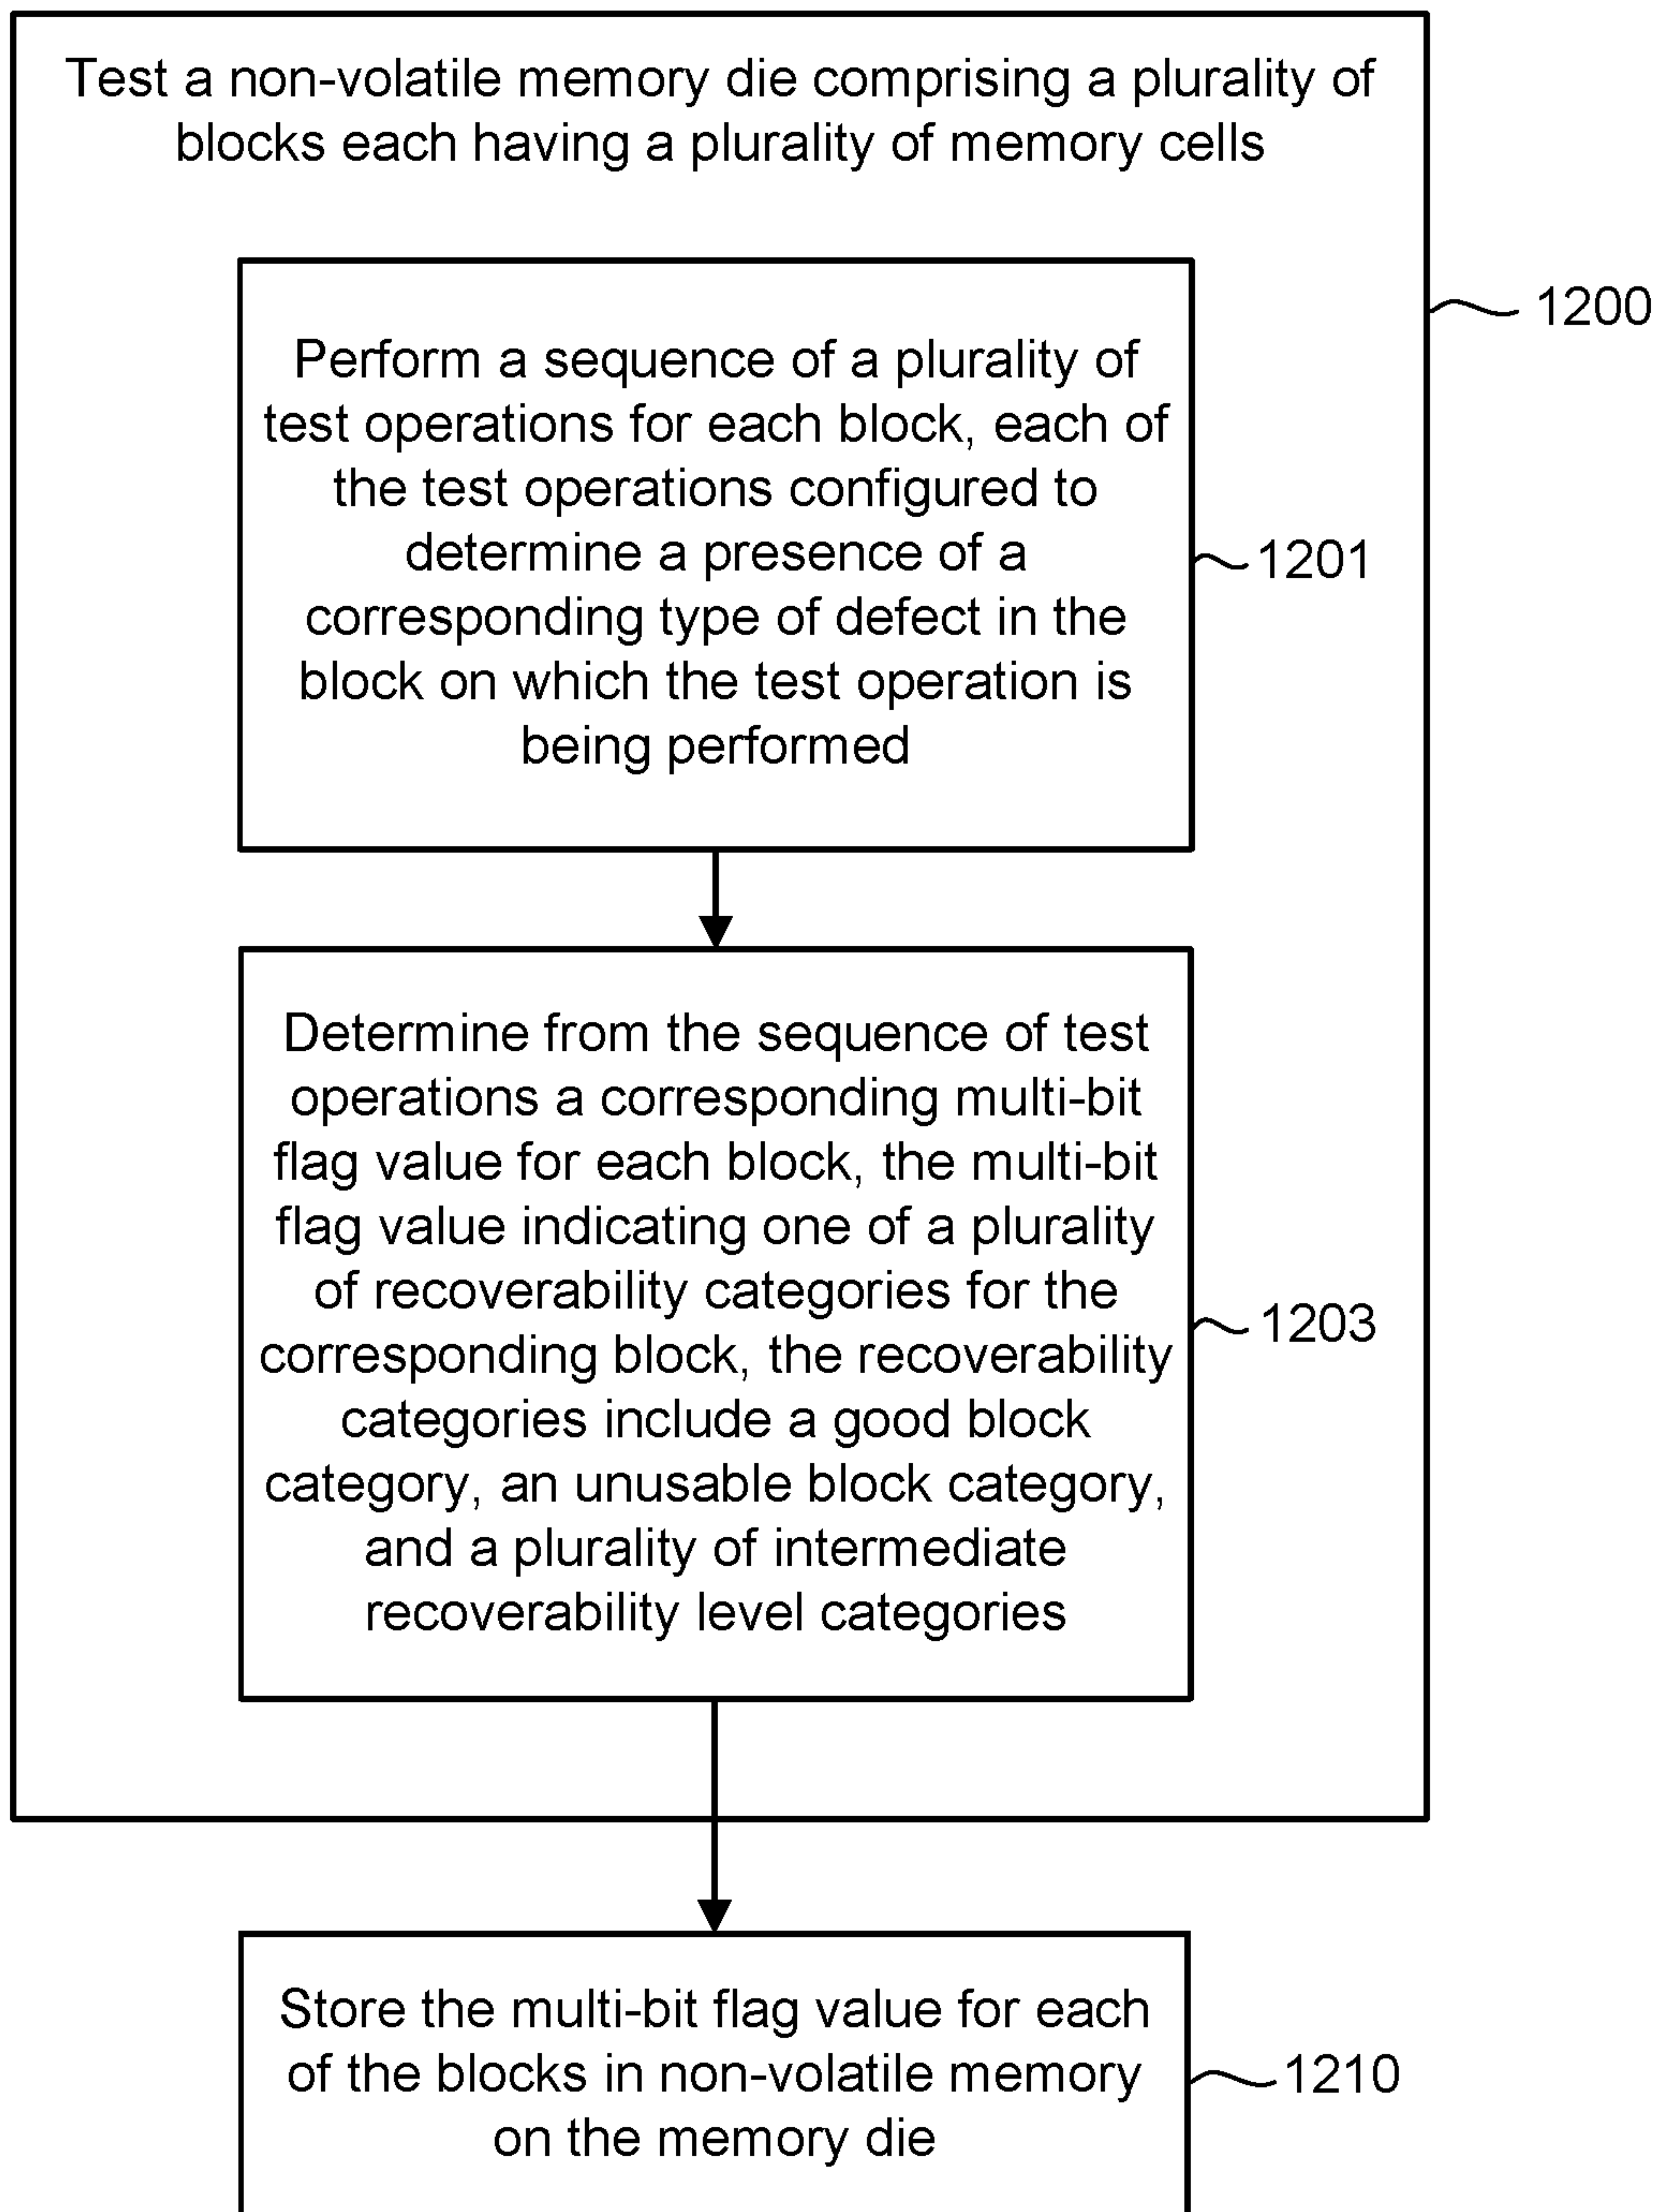 Test a non-volatile memory die comprising a plurality of
blocks each having a plurality of memory cells
1200
Perform a sequence of a plurality of
test operations for each block, each of
the test operations configured to
determine a presence of a
corresponding type of defect in the
block on which the test operation is
being performed
1201
Determine from the sequence of test
operations a corresponding multi-bit
flag value for each block, the multi-bit
flag value indicating one of a plurality
of recoverability categories for the
corresponding block, the recoverability
categories include a good block
category, an unusable block category,
and a plurality of intermediate
recoverability level categories
1203
Store the multi-bit flag value for each
of the blocks in non-volatile memory
on the memory die
1210